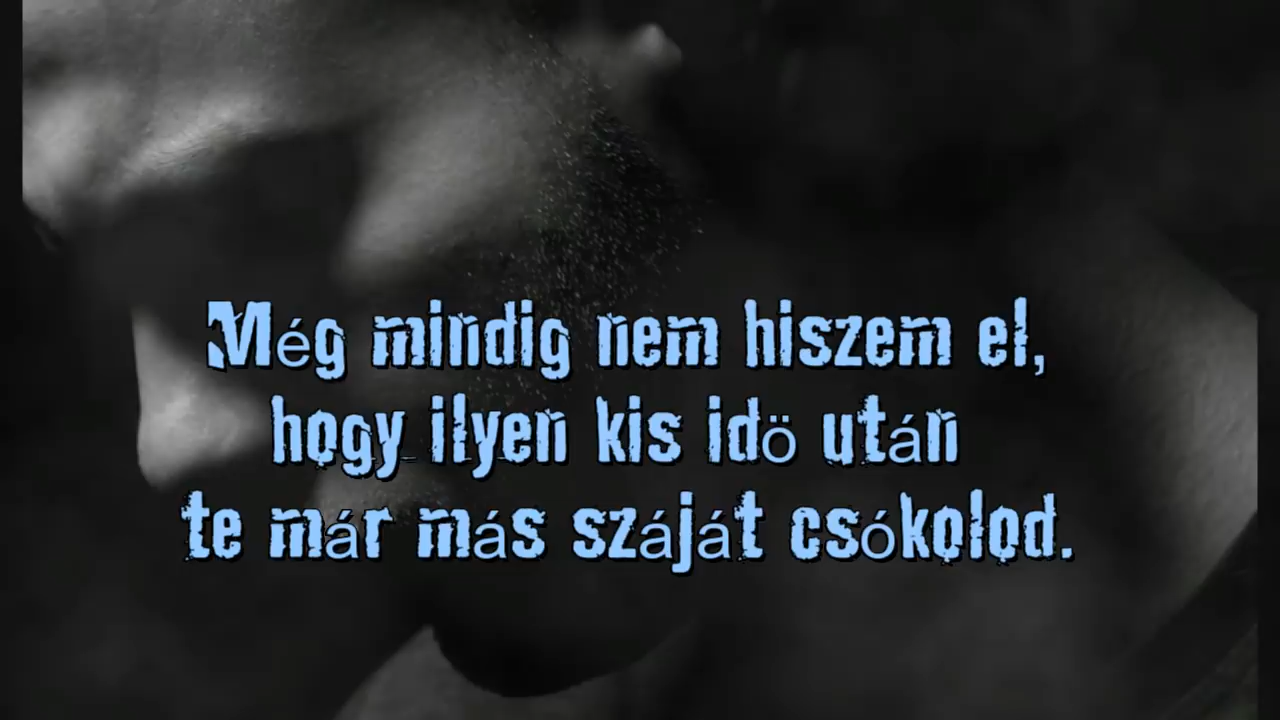 Még mindig nem hiszem el,
hogy ilyen kis idö után
te már más száját csókolod.